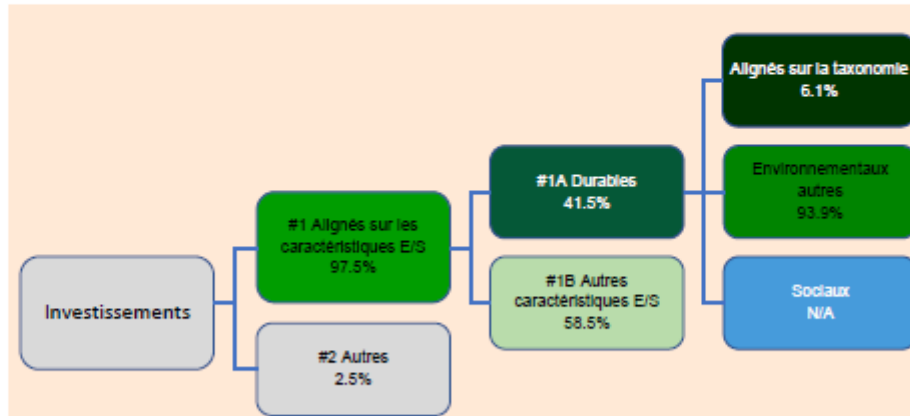 Investissements
#1 Alignés sur les
caractéristiques E/S
97.5%
#2 Autres
2.5%
#1A Durables
41.5%
#1B Autres
caractéristiques E/S
58.5%
Alignés sur la taxonomie
6.1%
Environnementaux
autres
93.9%
Sociaux
N/A